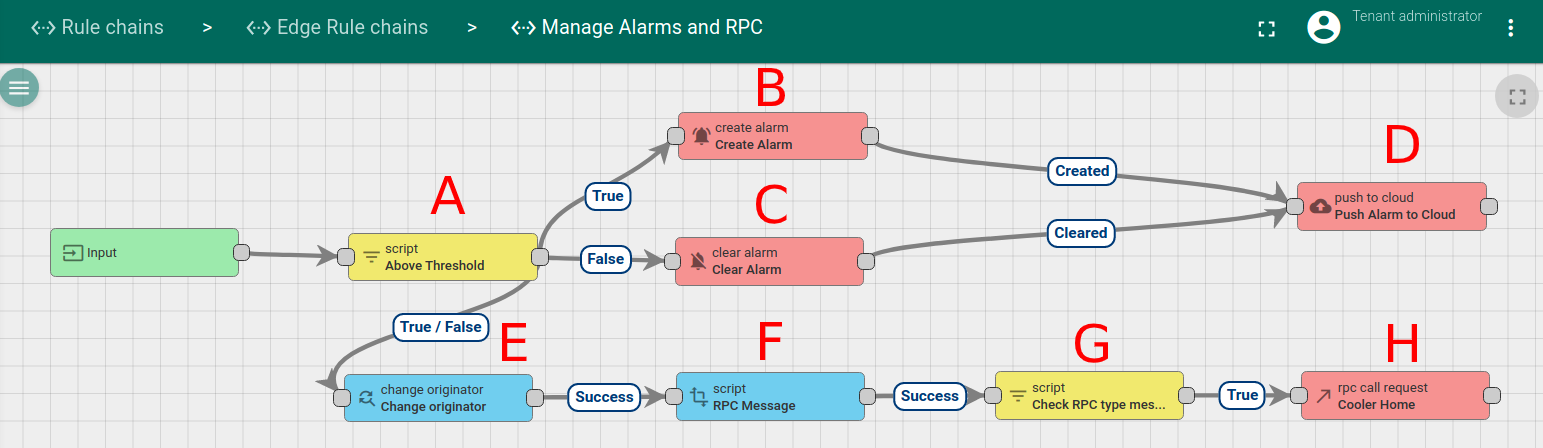 Rule chains > Edge Rule chains > Manage Alarms and RPC
Tenant administrator
B
create alarm
Create Alarm
D
Created
push to cloud
Push Alarm to Cloud
A
True
C
Input
script
Above Threshold
False
clear alarm
Clear Alarm
Cleared
True / False
E
F
G
H
change originator
Change originator
Success
script
RPC Message
Success
script
Check RPC type mes...
True
rpc call request
Cooler Home